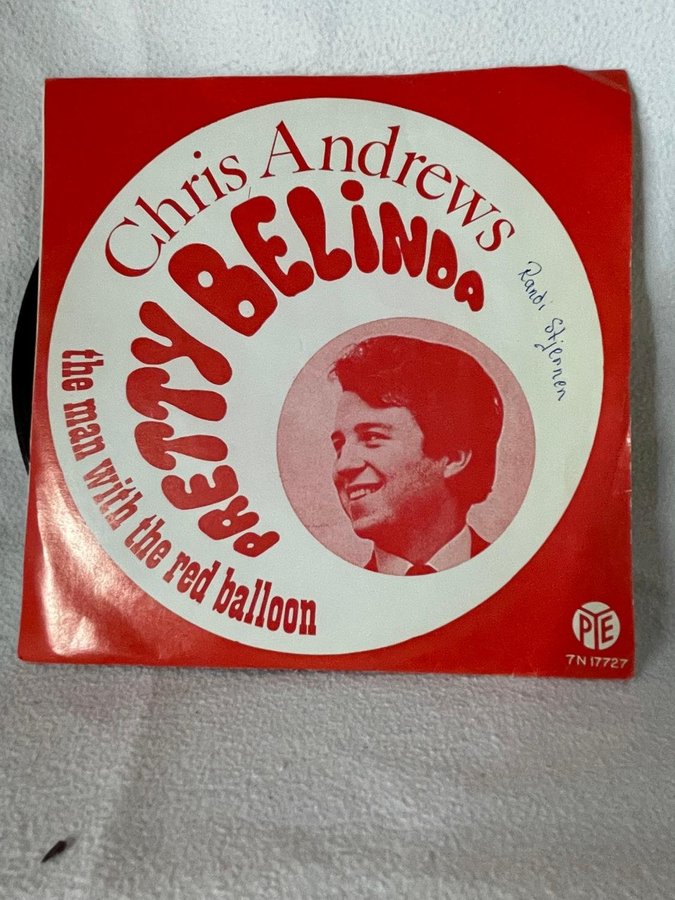 Chris Andrews
PRETTY BELINDA
the man with the red balloon
Randi Stjernen
PYE
7N 17727